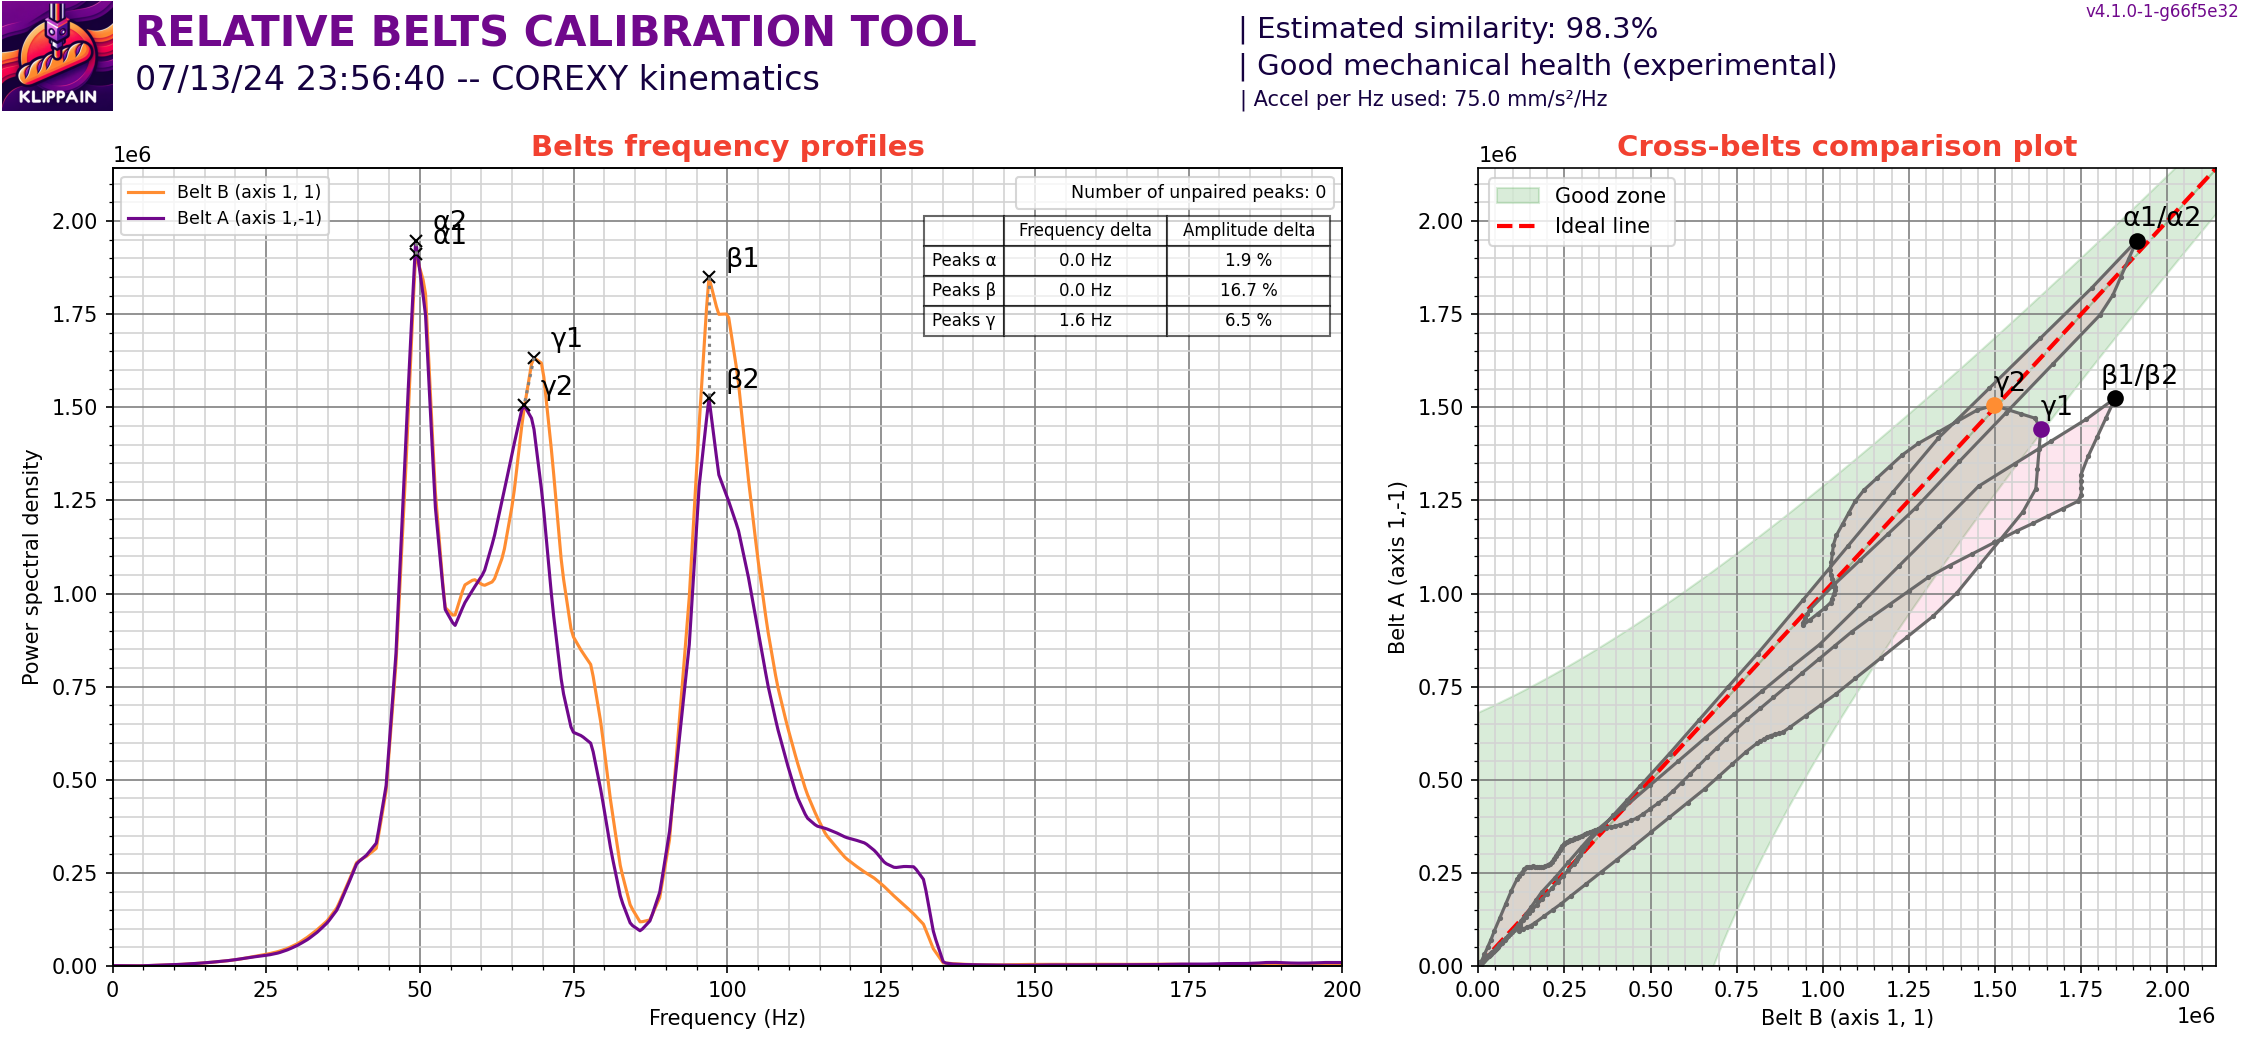 v4.1.0-1-g66f5e32
KLIPPAIN
RELATIVE BELTS CALIBRATION TOOL
07/13/24 23:56:40 -- COREXY kinematics
| Estimated similarity: 98.3%
| Good mechanical health (experimental)
| Accel per Hz used: 75.0 mm/s²/Hz
Belts frequency profiles
1e6
Belt B (axis 1, 1)
Belt A (axis 1,-1)
Number of unpaired peaks: 0
Frequency delta Amplitude delta
Peaks α 0.0 Hz 1.9 %
Peaks β 0.0 Hz 16.7 %
Peaks γ 1.6 Hz 6.5 %
α2
α1
β1
γ1
γ2
β2
2.00
1.75
1.50
1.25
1.00
0.75
0.50
0.25
0.00
Power spectral density
0 25 50 75 100 125 150 175 200
Frequency (Hz)
Cross-belts comparison plot
1e6
Good zone
Ideal line
α1/α2
β1/β2
γ2
γ1
2.00
1.75
1.50
1.25
1.00
0.75
0.50
0.25
0.00
Belt A (axis 1,-1)
0.00 0.25 0.50 0.75 1.00 1.25 1.50 1.75 2.00
Belt B (axis 1, 1)
1e6